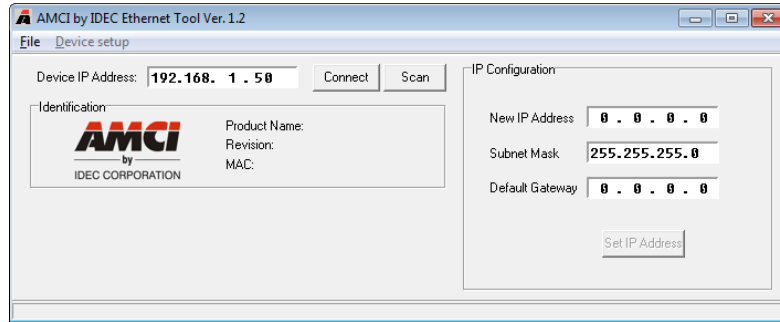 AMCI by IDEC Ethernet Tool Ver. 1.2
File Device setup
Device IP Address: 192.168. 1 . 50 Connect Scan
Identification
AMCI
by
IDEC CORPORATION
Product Name:
Revision:
MAC:
IP Configuration
New IP Address 0 . 0 . 0 . 0
Subnet Mask 255.255.255.0
Default Gateway 0 . 0 . 0 . 0
Set IP Address